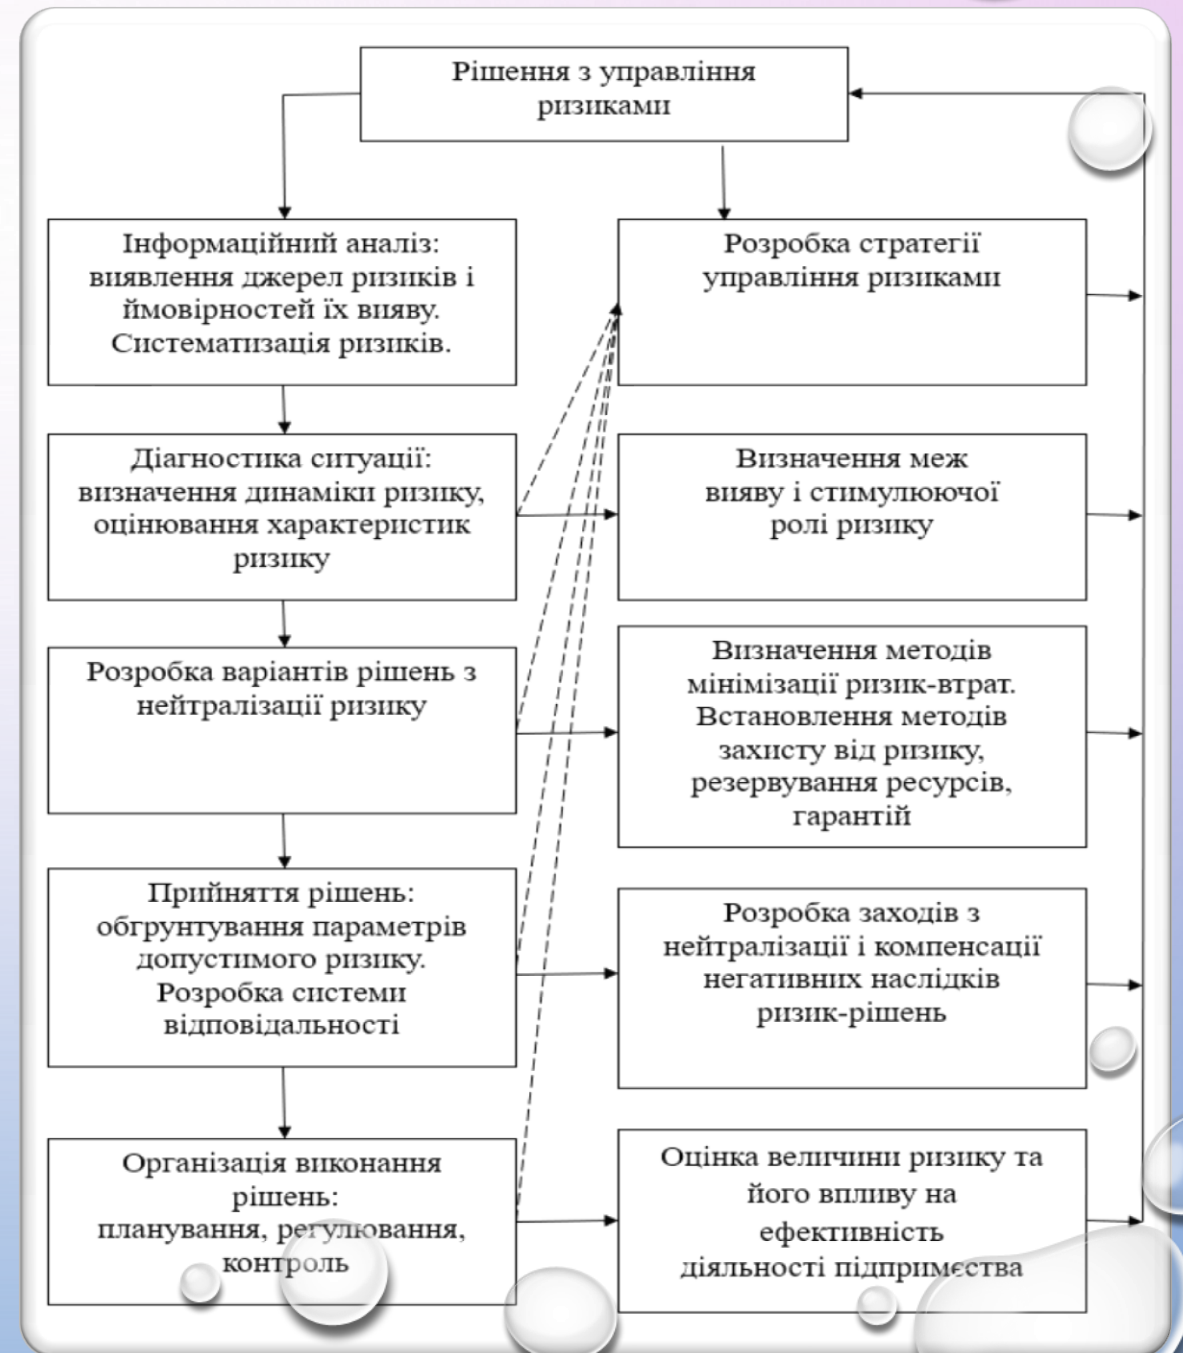 Рішення з управління
ризиками
Інформаційний аналіз:
виявлення джерел ризиків і
ймовірностей їх вияву.
Систематизація ризиків.
Розробка стратегії
управління ризиками
Діагностика ситуації:
визначення динаміки ризику,
оцінювання характеристик
ризику
Визначення меж
вияву і стимулюючої
ролі ризику
Розробка варіантів рішень з
нейтралізації ризику
Визначення методів
мінімізації ризик-втрат.
Встановлення методів
захисту від ризику,
резервування ресурсів,
гарантій
Прийняття рішень:
обгрунтування параметрів
допустимого ризику.
Розробка системи
відповідальності
Розробка заходів з
нейтралізації і компенсації
негативних наслідків
ризик-рішень
Організація виконання
рішень:
планування, регулювання,
контроль
Оцінка величини ризику та
його впливу на
ефективність
діяльності підпримєства